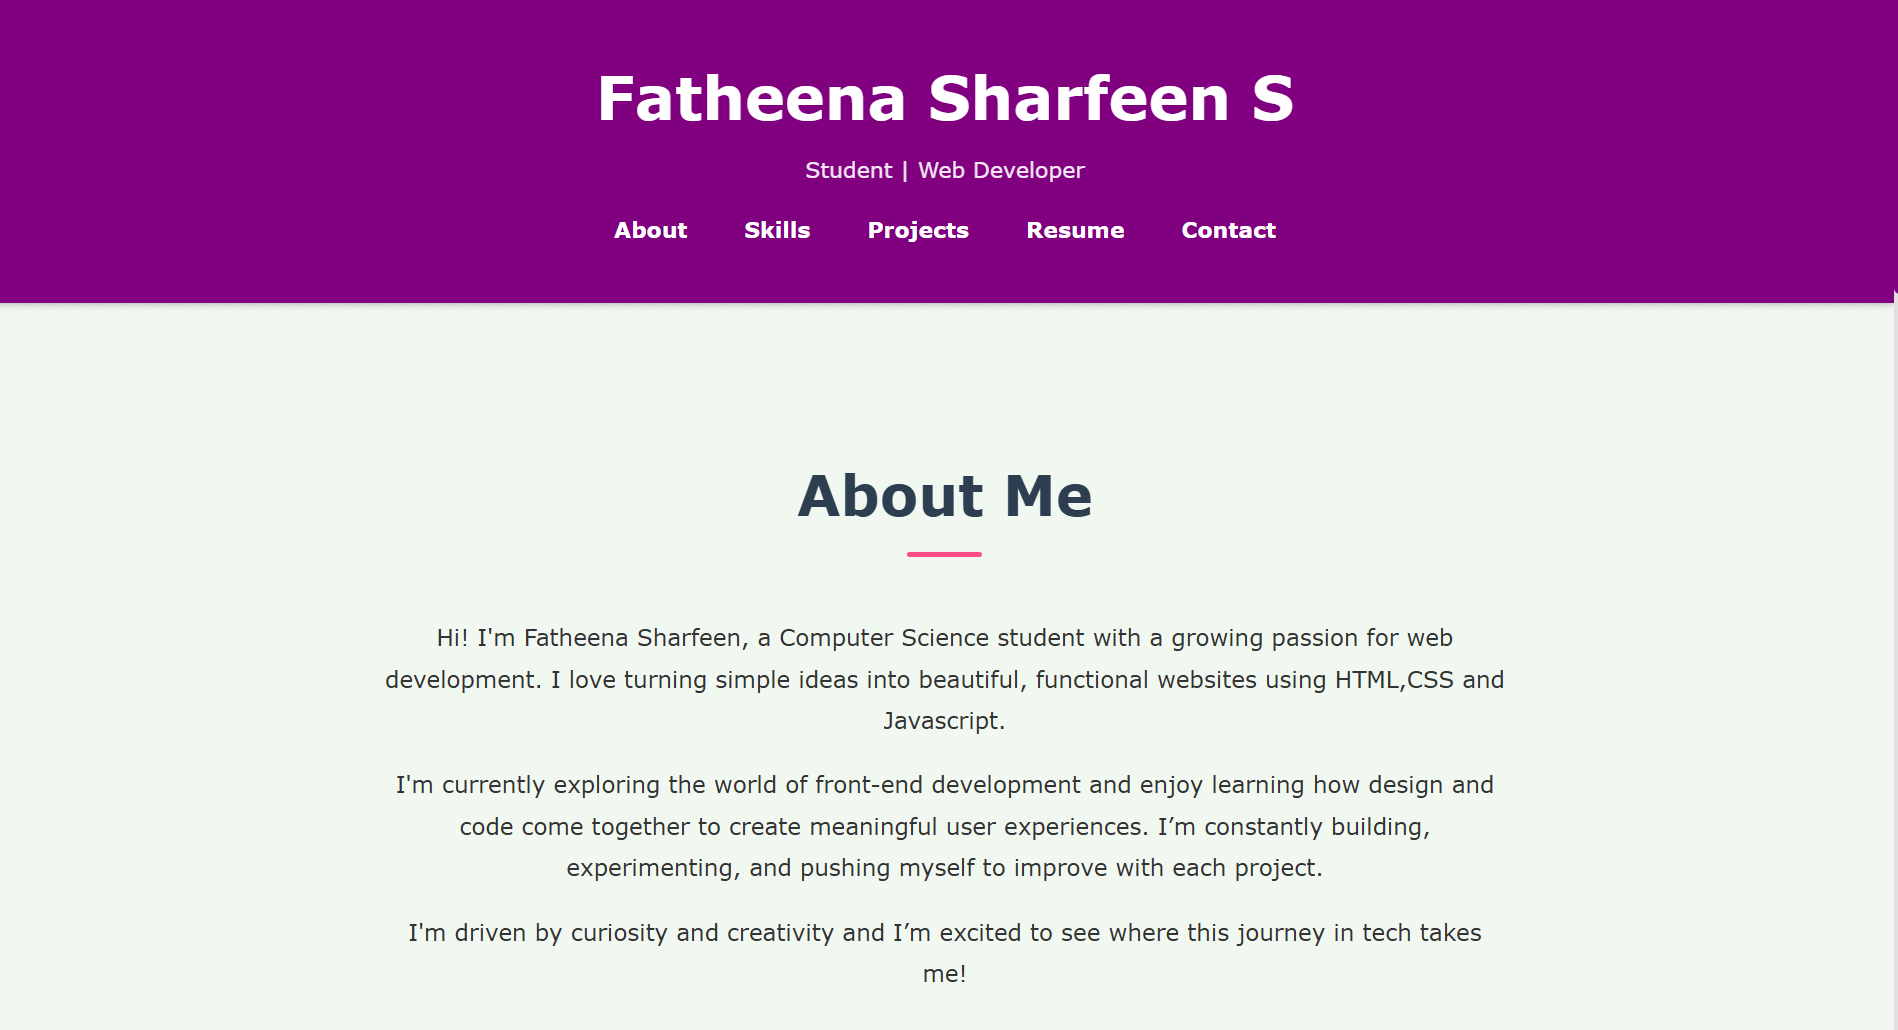 Fatheena Sharfeen S
Student | Web Developer
About Skills Projects Resume Contact
About Me
Hi! I'm Fatheena Sharfeen, a Computer Science student with a growing passion for web
development. I love turning simple ideas into beautiful, functional websites using HTML,CSS and
Javascript.
I'm currently exploring the world of front-end development and enjoy learning how design and
code come together to create meaningful user experiences. I’m constantly building,
experimenting, and pushing myself to improve with each project.
I'm driven by curiosity and creativity and I’m excited to see where this journey in tech takes
me!